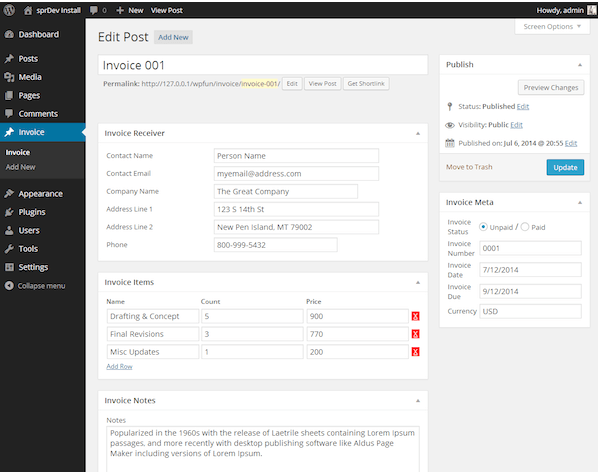 sprDev Install 0 + New View Post Howdy, admin
Screen Options
Dashboard
Posts
Media
Pages
Comments
Invoice
Invoice
Add New
Appearance
Plugins
Users
Tools
Settings
Collapse menu
Edit Post Add New
Invoice 001
Permalink: http://127.0.0.1/wpfun/invoice/invoice-001/ Edit View Post Get Shortlink
Invoice Receiver
Contact Name Person Name
Contact Email myemail@address.com
Company Name The Great Company
Address Line 1 123 S 14th St
Address Line 2 New Pen Island, MT 79002
Phone 800-999-5432
Invoice Items
Name Count Price
Drafting & Concept 5 900 X
Final Revisions 3 770 X
Misc Updates 1 200 X
Add Row
Invoice Notes
Notes
Popularized in the 1960s with the release of Laetrile sheets containing Lorem Ipsum
passages, and more recently with desktop publishing software like Aldus Page
Maker including versions of Lorem Ipsum.
Publish
Preview Changes
Status: Published Edit
Visibility: Public Edit
Published on: Jul 6, 2014 @ 20:55 Edit
Move to Trash Update
Invoice Meta
Invoice
Status Unpaid / Paid
Invoice
Number 0001
Invoice
Date 7/12/2014
Invoice
Due 9/12/2014
Currency USD